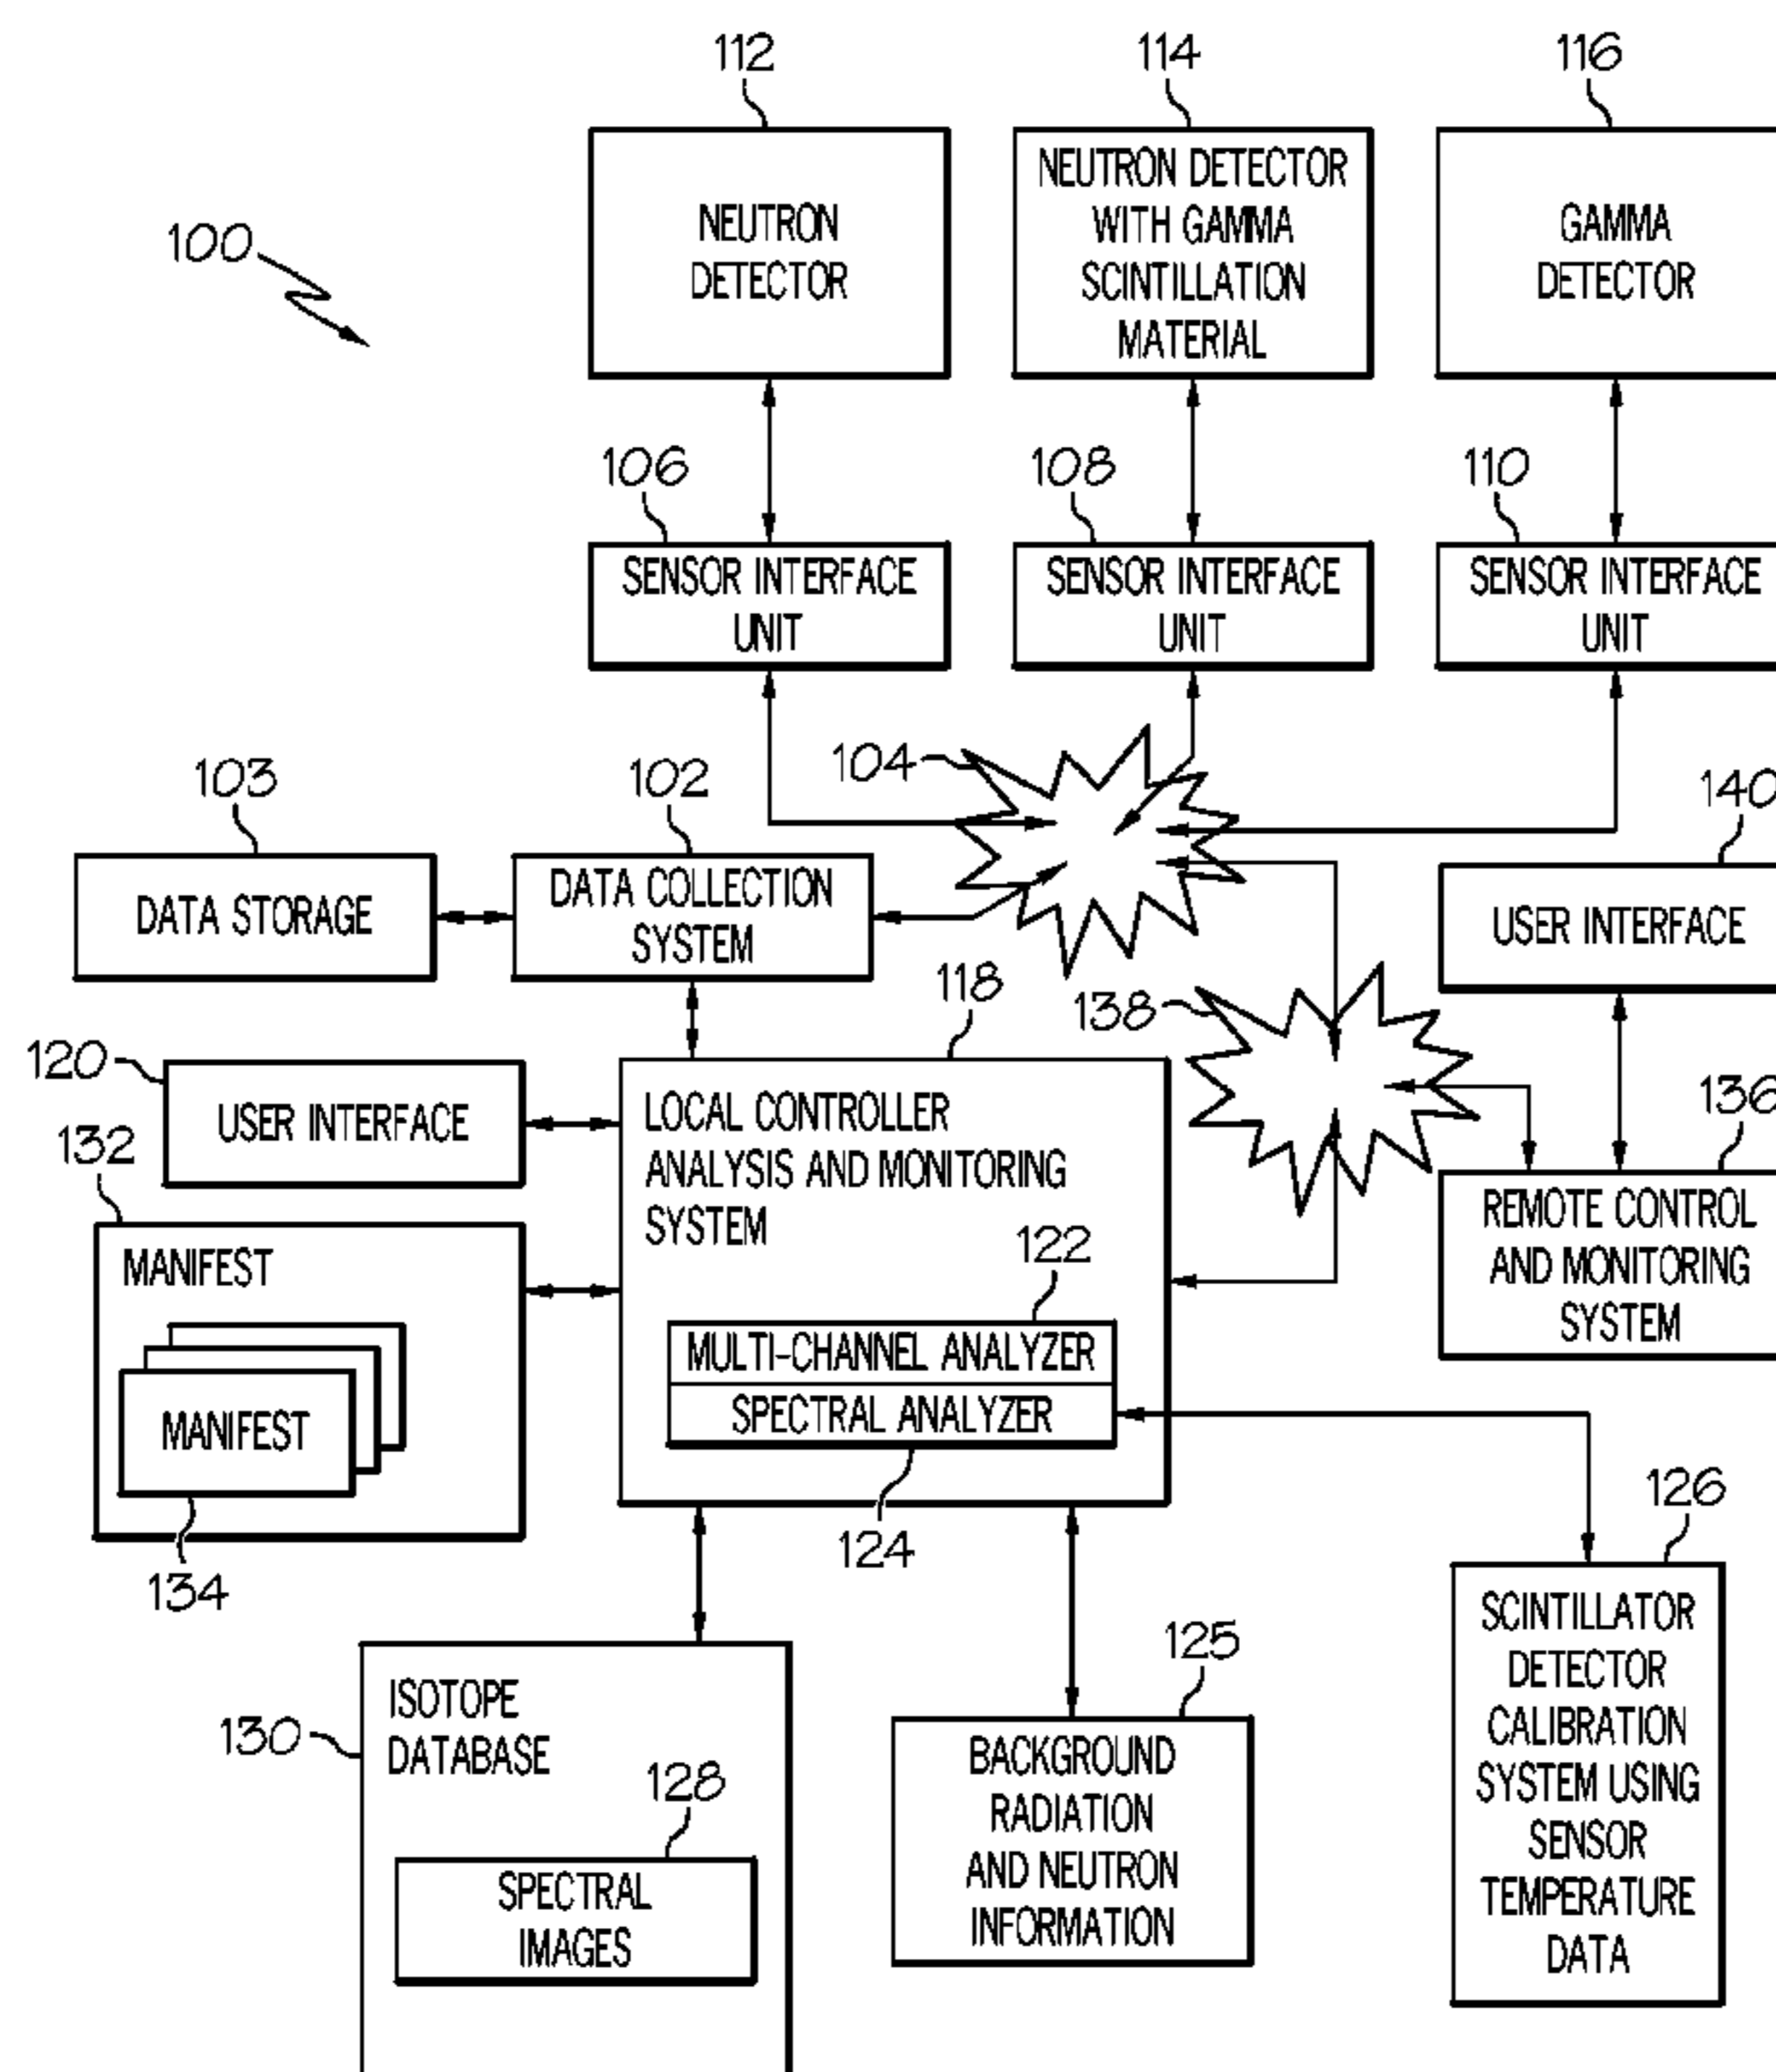 112
114
116
100
NEUTRON
DETECTOR
NEUTRON DETECTOR
WITH GAMMA
SCINTILLATION
MATERIAL
GAMMA
DETECTOR
106
108
110
SENSOR INTERFACE
UNIT
SENSOR INTERFACE
UNIT
SENSOR INTERFACE
UNIT
103
102
104
140
DATA STORAGE
DATA COLLECTION
SYSTEM
USER INTERFACE
118
138
120
USER INTERFACE
132
136
LOCAL CONTROLLER
ANALYSIS AND MONITORING
SYSTEM
REMOTE CONTROL
AND MONITORING
SYSTEM
MANIFEST
122
MULTI-CHANNEL ANALYZER
SPECTRAL ANALYZER
MANIFEST
134
124
126
SCINTILLATOR
DETECTOR
CALIBRATION
SYSTEM USING
SENSOR
TEMPERATURE
DATA
125
130
ISOTOPE
DATABASE
128
SPECTRAL
IMAGES
BACKGROUND
RADIATION
AND NEUTRON
INFORMATION